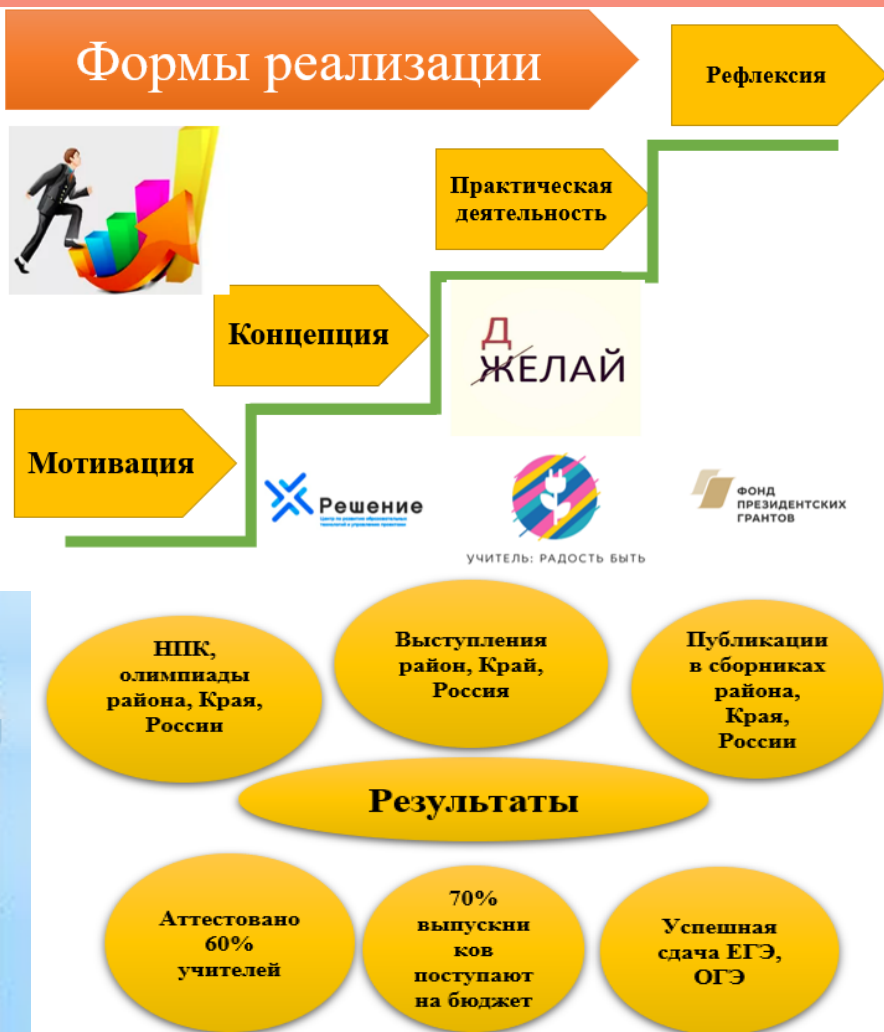 Формы реализации
Рефлексия
Практическая
деятельность
Концепция
Д
ЖЕЛАЙ
Мотивация
Решение
УЧИТЕЛЬ: РАДОСТЬ БЫТЬ
ФОНД
ПРЕЗИДЕНТСКИХ
ГРАНТОВ
НПК,
олимпиады
района, Края,
России
Выступления
район, Край,
Россия
Публикации
в сборниках
района,
Края,
России
Результаты
Аттестовано
60%
учителей
70%
выпускни
ков
поступают
на бюджет
Успешная
сдача ЕГЭ,
ОГЭ